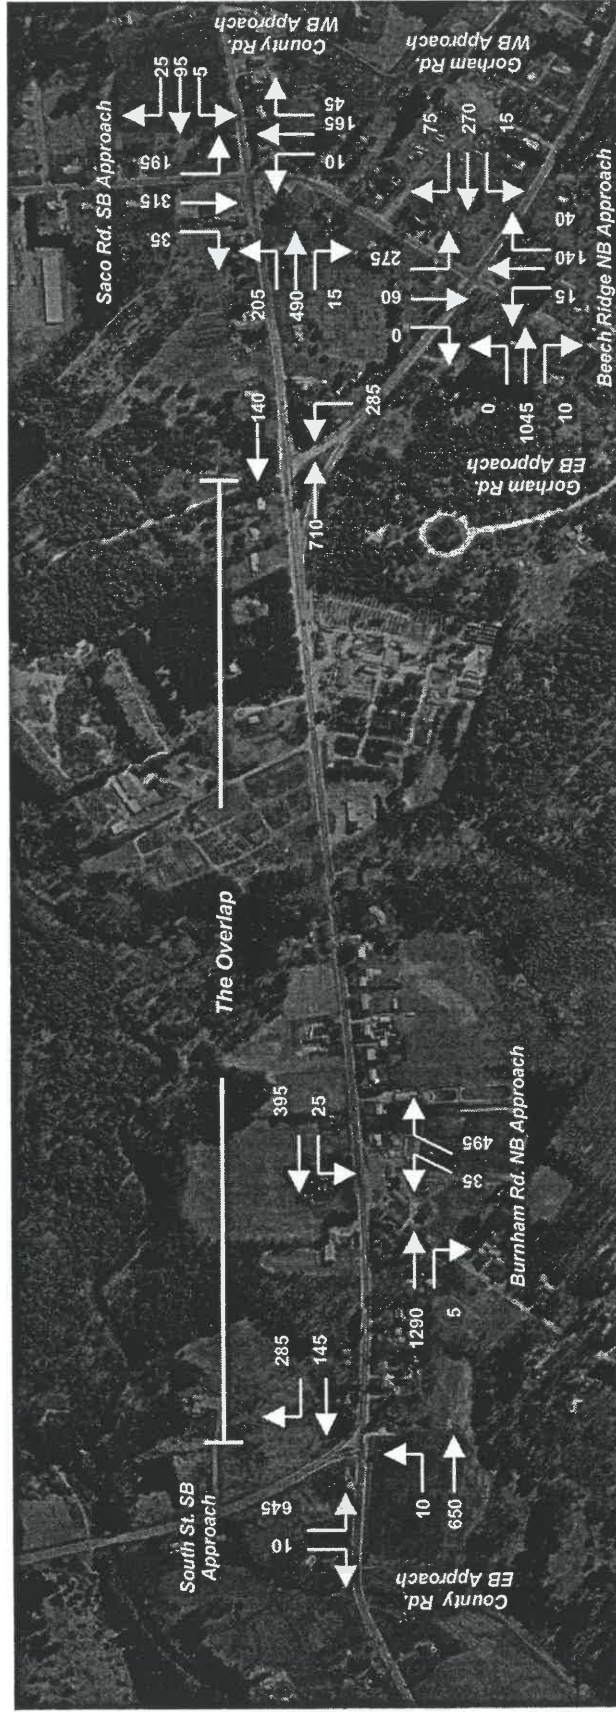 South St. SB
Approach
10
645
285
145
10
650
County Rd.
EB Approach
The Overlap
395
25
1290
5
35
495
Burnham Rd. NB Approach
140
710
285
Saco Rd. SB Approach
35
315
195
25
95
5
County Rd.
WB Approach
205
490
15
10
165
45
Gorham Rd.
WB Approach
0
60
275
75
270
15
0
1045
10
15
140
40
Gorham Rd.
EB Approach
Beech Ridge NB Approach